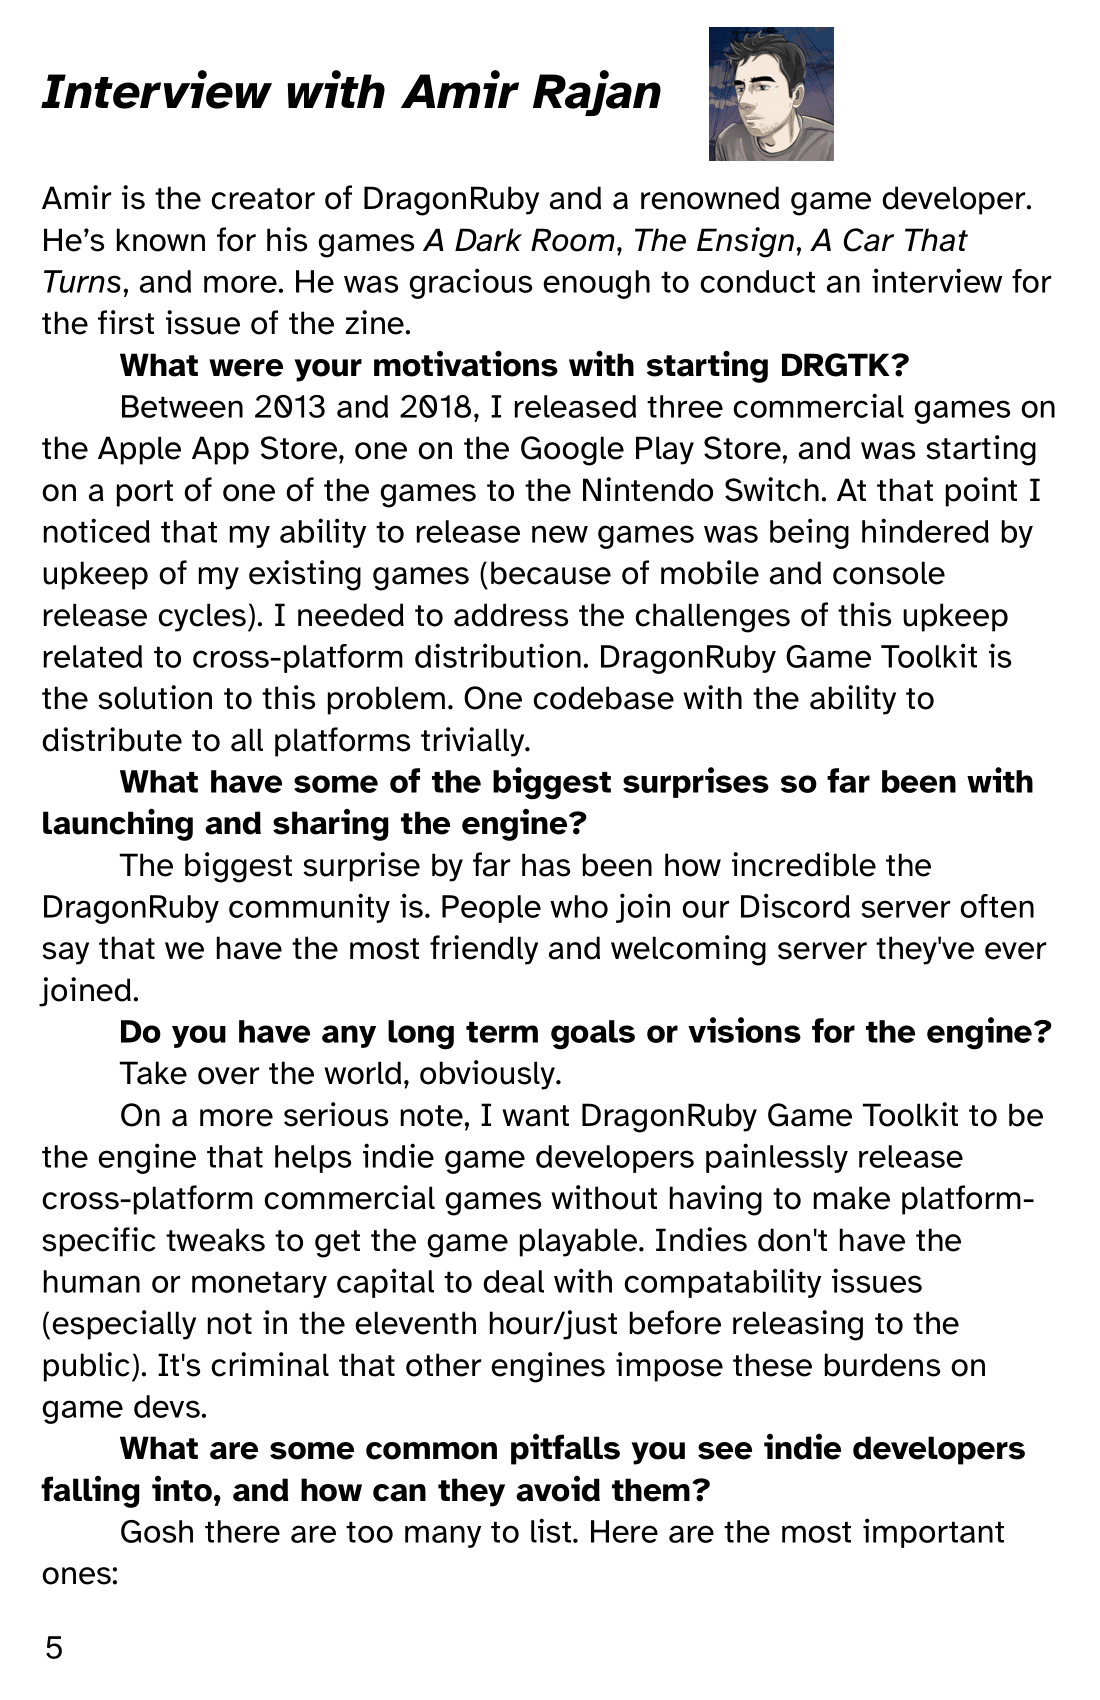 Interview with Amir Rajan
Amir is the creator of DragonRuby and a renowned game developer.
He’s known for his games A Dark Room, The Ensign, A Car That
Turns, and more. He was gracious enough to conduct an interview for
the first issue of the zine.
What were your motivations with starting DRGTK?
Between 2013 and 2018, I released three commercial games on
the Apple App Store, one on the Google Play Store, and was starting
on a port of one of the games to the Nintendo Switch. At that point I
noticed that my ability to release new games was being hindered by
upkeep of my existing games (because of mobile and console
release cycles). I needed to address the challenges of this upkeep
related to cross-platform distribution. DragonRuby Game Toolkit is
the solution to this problem. One codebase with the ability to
distribute to all platforms trivially.
What have some of the biggest surprises so far been with
launching and sharing the engine?
The biggest surprise by far has been how incredible the
DragonRuby community is. People who join our Discord server often
say that we have the most friendly and welcoming server they've ever
joined.
Do you have any long term goals or visions for the engine?
Take over the world, obviously.
On a more serious note, I want DragonRuby Game Toolkit to be
the engine that helps indie game developers painlessly release
cross-platform commercial games without having to make platform-
specific tweaks to get the game playable. Indies don't have the
human or monetary capital to deal with compatability issues
(especially not in the eleventh hour/just before releasing to the
public). It's criminal that other engines impose these burdens on
game devs.
What are some common pitfalls you see indie developers
falling into, and how can they avoid them?
Gosh there are too many to list. Here are the most important
ones:
5